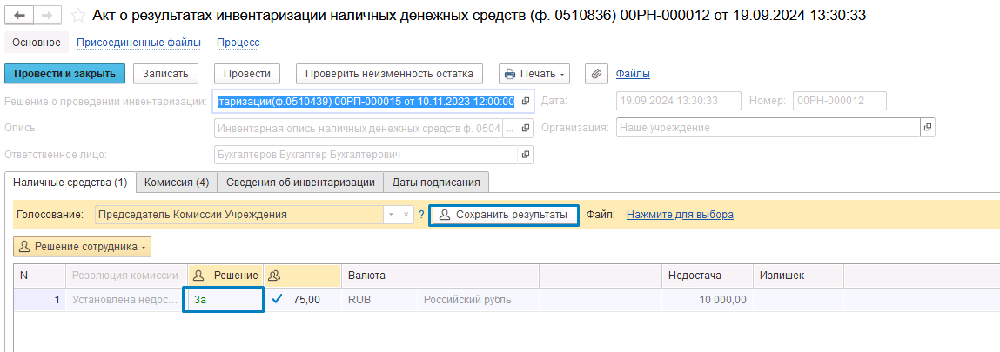 Акт о результатах инвентаризации наличных денежных средств (ф. 0510836) 00РН-000012 от 19.09.2024 13:30:33
Основное Присоединенные файлы Процесс
Провести и закрыть Записать Провести Проверить неизменность остатка Печать Файлы
Решение о проведении инвентаризации: таризации(ф.0510439) 00РП-000015 от 10.11.2023 12:00:00 Дата: 19.09.2024 13:30:33 Номер: 00РН-000012
Опись: Инвентарная опись наличных денежных средств ф. 0504 ... Организация: Наше учреждение
Ответственное лицо: Бухгалтеров Бухгалтер Бухгалтерович
Наличные средства (1) Комиссия (4) Сведения об инвентаризации Даты подписания
Голосование: Председатель Комиссии Учреждения × ? Сохранить результаты Файл: Нажмите для выбора
Решение сотрудника
N Резолюция комиссии Решение Валюта Недостача Излишек
1 Установлена недос... За 75,00 RUB Российский рубль 10 000,00